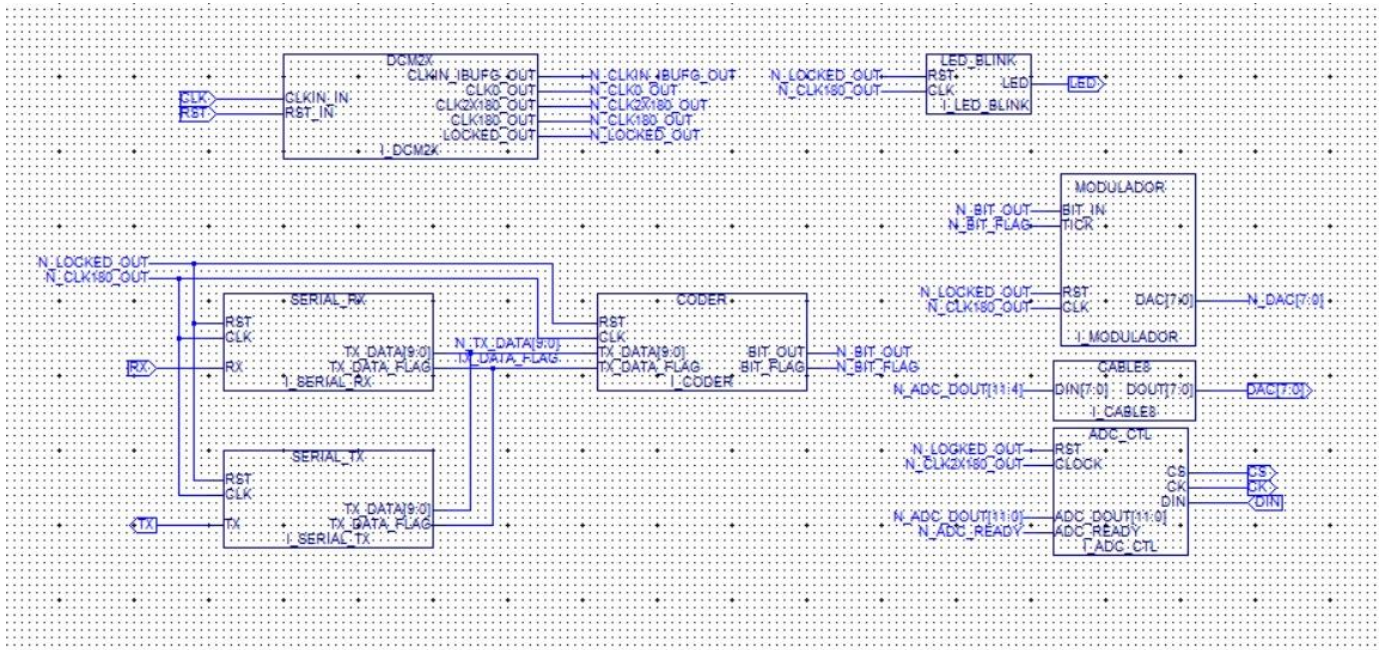 DCM2X
CLKIN_IBUFG_OUT N_CLKIN_IBUFG_OUT
CLK0_OUT N_CLK0_OUT
CLK CLKIN_IN CLK2X180_OUT N_CLK2X180_OUT
RST RST_IN CLK180_OUT N_CLK180_OUT
LOCKED_OUT N_LOCKED_OUT
I_DCM2X
LED_BLINK
N_LOCKED_OUT RST LED LED
N_CLK180_OUT CLK
I_LED_BLINK
MODULADOR
N_BIT_OUT BIT_IN
N_BIT_FLAG TICK
N_LOCKED_OUT RST DAC[7:0] N_DAC[7:0]
N_CLK180_OUT CLK
I_MODULADOR
N_LOCKED_OUT
N_CLK180_OUT
SERIAL_RX
RST
CLK
TX_DATA[9:0] N_TX_DATA[9:0]
RX RX TX_DATA_FLAG TX_DATA_FLAG
I_SERIAL_RX
CODER
RST
CLK
TX_DATA[9:0] BIT_OUT N_BIT_OUT
TX_DATA_FLAG BIT_FLAG N_BIT_FLAG
I_CODER
CABLES
N_ADC_DOUT[11:4] DIN[7:0] DOUT[7:0] DAC[7:0]
I_CABLES
SERIAL_TX
RST
CLK
TX_DATA[9:0]
TX TX TX_DATA_FLAG
I_SERIAL_TX
ADC_CTL
N_LOCKED_OUT RST
N_CLK2X180_OUT CLOCK CS CS
CK CK
DIN DIN
N_ADC_DOUT[11:0] ADC_DOUT[11:0]
N_ADC_READY ADC_READY
I_ADC_CTL